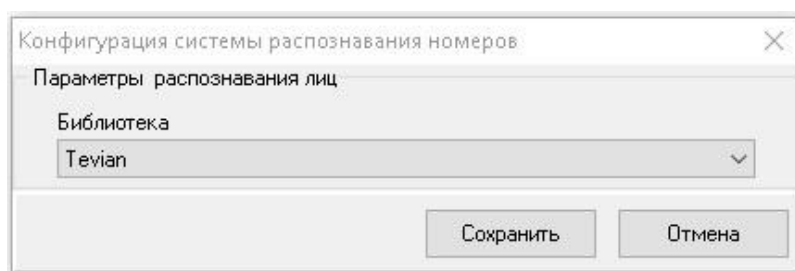 Конфигурация системы распознавания номеров
Параметры распознавания лиц
Библиотека
Tevian
Сохранить Отмена